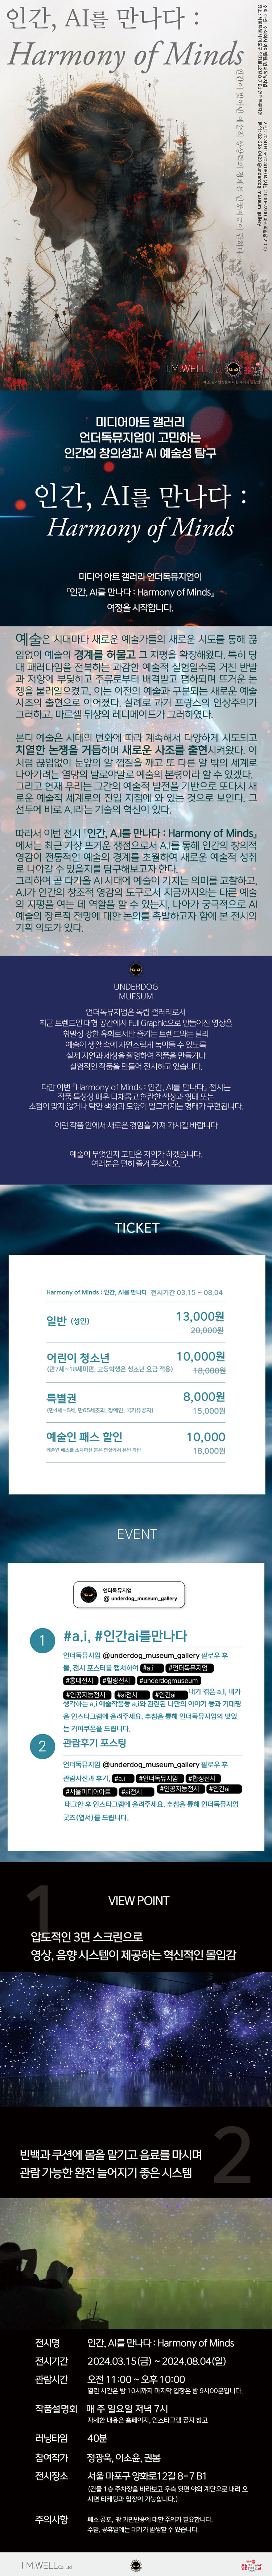 인간, AI를 만나다 :
Harmony of Minds
I.M.WELL Co.,Ltd
미디어아트 갤러리
언더독뮤지엄이 고민하는
인간의 창의성과 AI 예술성 탐구
인간, AI를 만나다 :
Harmony of Minds
미디어 아트 갤러리 언더독뮤지엄이
『인간, AI를 만나다 : Harmony of Minds』
여정을 시작합니다.
예술은 시대마다 새로운 예술가들의 새로운 시도를 통해 끊
임없이 예술의 경계를 허물고 그 지평을 확장해왔다. 특히 당
대 패러다임을 전복하는 과감한 예술적 실험일수록 거친 반발
과 저항에 부딪히고 주류로부터 배격받고 폄하되며 뜨거운 논
쟁을 불러일으켰고, 이는 이전의 예술과 구분되는 새로운 예술
사조의 출현으로 이어졌다. 실례로 과거 프랑스의 인상주의가
그러하고, 마르셀 뒤샹의 레디메이드가 그러하였다.
본디 예술은 시대의 변화에 따라 계속해서 다양하게 시도되고
치열한 논쟁을 거듭하며 새로운 사조를 출현시켜왔다. 이
처럼 끊임없이 눈앞의 알 껍질을 깨고 또 다른 알 밖의 세계로
나아가려는 열망의 발로야말로 예술의 본령이라 할 수 있겠다.
그리고 현재 우리는 그간의 예술적 발전을 기반으로 또다시 새
로운 예술적 세계로의 진입 지점에 와 있는 것으로 보인다. 그
선두에 바로 A.I라는 기술의 혁신이 있다.
따라서 이번 전시 『인간, A.I를 만나다 : Harmony of Minds』
에서는 최근 가장 뜨거운 쟁점으로서 A.I를 통해 인간의 창의적
영감이 전통적인 예술의 경계를 초월하여 새로운 예술적 성취
로 나아갈 수 있을지를 탐구해보고자 한다.
그리하여 곧 다가올 AI 시대에 예술이 가지는 의미를 고찰하고,
A.I가 인간의 창조적 영감의 도구로서 지금까지와는 다른 예술
의 지평을 여는 데 역할을 할 수 있는지, 나아가 궁극적으로 AI
예술의 장르적 전망에 대한 논의를 촉발하고자 함에 본 전시의
기획 의도가 있다.
UNDERDOG
MUESUM
언더독뮤지엄은 독립 갤러리로서
최근 트렌드인 대형 공간에서 Full Graphic으로 만들어진 영상을
휘발성 강한 유희로서만 즐기는 트렌드와는 달리
예술이 생활 속에 자연스럽게 녹아들 수 있도록
실제 자연과 세상을 촬영하여 작품을 만들거나
실험적인 작품을 만들어 전시하고 있습니다.
다만 이번 『Harmony of Minds : 인간, AI를 만나다』 전시는
작품 특성상 매우 다채롭고 현란한 색상과 형태 또는
초점이 맞지 않거나 탁한 색상과 모양이 일그러지는 형태가 구현됩니다.
이런 작품 안에서 새로운 경험을 가져 가시길 바랍니다
예술이 무엇인지 고민은 저희가 하겠습니다.
여러분은 편히 즐겨 주십시오.
TICKET
Harmony of Minds : 인간, AI를 만나다 전시기간 03.15 ~ 08.04
일반 (성인) 13,000원
20,000원
어린이 청소년 10,000원
(만7세~18세미만, 고등학생은 청소년 요금 적용) 18,000원
특별권 8,000원
(만4세~6세, 만65세초과, 장애인, 국가유공자) 15,000원
예술인 패스 할인 10,000
예술인 패스를 소지하신 분은 현장에서 본인 확인 18,000원
EVENT
언더독뮤지엄
@ underdog_museum_gallery
1 #a.i, #인간ai를만나다
언더독뮤지엄 @underdog_museum_gallery 팔로우 후
몰, 전시 포스터를 캡쳐하여 #a.i #언더독뮤지엄
#홍대전시 #힐링전시 #underdogmuseum
#인공지능전시 #ai전시 #인간ai 내가 겪은 a.i, 내가
생각하는 a.i 예술작품등 a.i와 관련된 나만의 이야기 등과 기대평
을 인스타그램에 올려주세요. 추첨을 통해 언더독뮤지엄의 맛있
는 커피쿠폰을 드립니다.
2 관람후기 포스팅
언더독뮤지엄 @underdog_museum_gallery 팔로우 후
관람사진과 후기, #a.i #언더독뮤지엄 #합정전시
#서울미디어아트 #ai전시 #인공지능전시 #인간ai
태그한 후 인스타그램에 올려주세요. 추첨을 통해 언더독뮤지엄
굿즈(엽서)를 드립니다.
1
VIEW POINT
압도적인 3면 스크린으로
영상, 음향 시스템이 제공하는 혁신적인 몰입감
2
빈백과 쿠션에 몸을 맡기고 음료를 마시며
관람 가능한 완전 늘어지기 좋은 시스템
전시명 인간, AI를 만나다 : Harmony of Minds
전시기간 2024.03.15(금) ~ 2024.08.04(일)
관람시간 오전 11:00 ~ 오후 10:00
열린 시간은 밤 10시까지 마지막 입장은 밤 9시00분입니다.
작품설명회 매 주 일요일 저녁 7시
자세한 내용은 홈페이지, 인스타그램 공지 참고
러닝타임 40분
참여작가 정광욱, 이소윤, 권봄
전시장소 서울 마포구 양화로12길 8-7 B1
(건물 1층 주차장을 바라보고 우측 뒷편 야외 계단으로 내려 오
시면 티케팅과 입장이 가능합니다.)
주의사항 폐소 공포, 광 과민반응에 대한 주의가 필요합니다.
주말, 공휴일에는 대기가 발생할 수 있습니다.
I.M.WELL Co.,Ltd